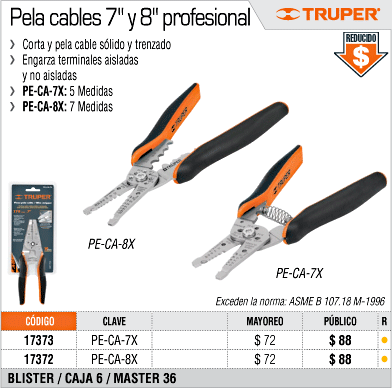 Pela cables 7" y 8" profesional
TRUPER
REDUCIDO
$
Corta y pela cable sólido y trenzado
Engarza terminales aisladas
y no aisladas
PE-CA-7X: 5 Medidas
PE-CA-8X: 7 Medidas
TRUPER
PE-CA-8X
PE-CA-7X
Exceden la norma: ASME B 107.18 M-1996
CÓDIGO CLAVE MAYOREO PÚBLICO R
17373 PE-CA-7X $ 72 $ 88
17372 PE-CA-8X $ 72 $ 88
BLISTER / CAJA 6 / MASTER 36